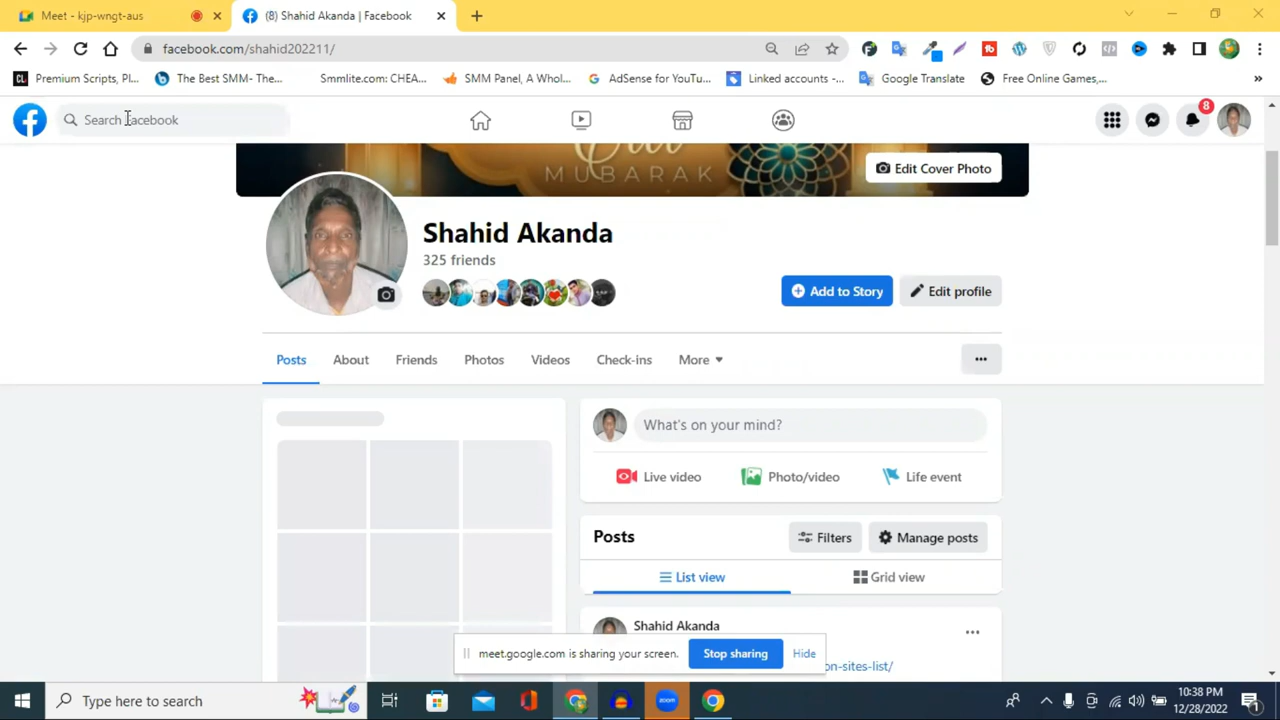 Meet - kjp-wngt-aus
(8) Shahid Akanda | Facebook
facebook.com/shahid202211/
Premium Scripts, Pl...
The Best SMM- The...
Smmlite.com: CHEA...
SMM Panel, A Whol...
AdSense for YouTu...
Linked accounts -...
Google Translate
Free Online Games,...
»
Search Facebook
8
MUBARAK
Edit Cover Photo
Shahid Akanda
325 friends
Add to Story
Edit profile
Posts
About
Friends
Photos
Videos
Check-ins
More
What's on your mind?
Live video
Photo/video
Life event
Posts
Filters
Manage posts
List view
Grid view
Shahid Akanda
on-sites-list/
meet.google.com is sharing your screen.
Stop sharing
Hide
Type here to search
zoom
10:38 PM
12/28/2022
1